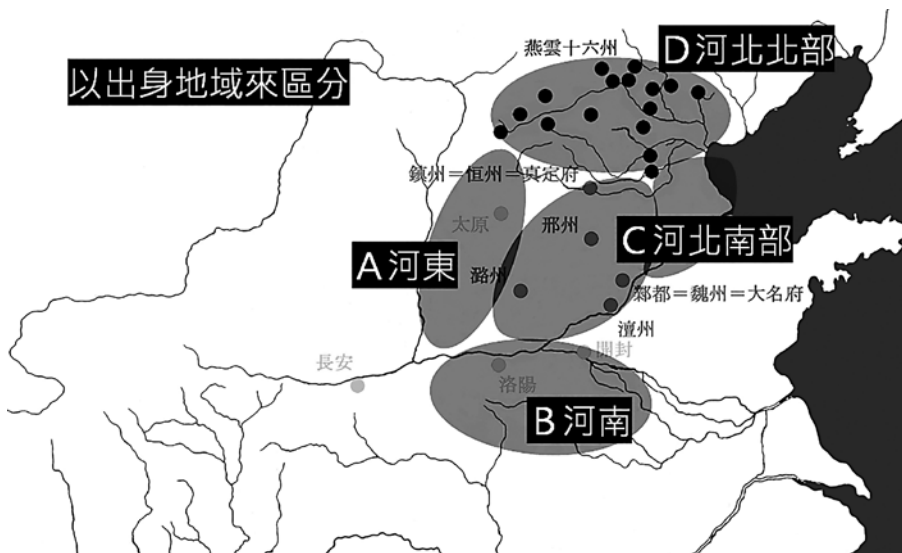 燕雲十六州
D河北北部
以出身地域來區分
鎮州=恒州=真定府
太原
邢州
C河北南部
A河東
潞州
鄴都=魏州=大名府
澶州
開封
長安
洛陽
B河南